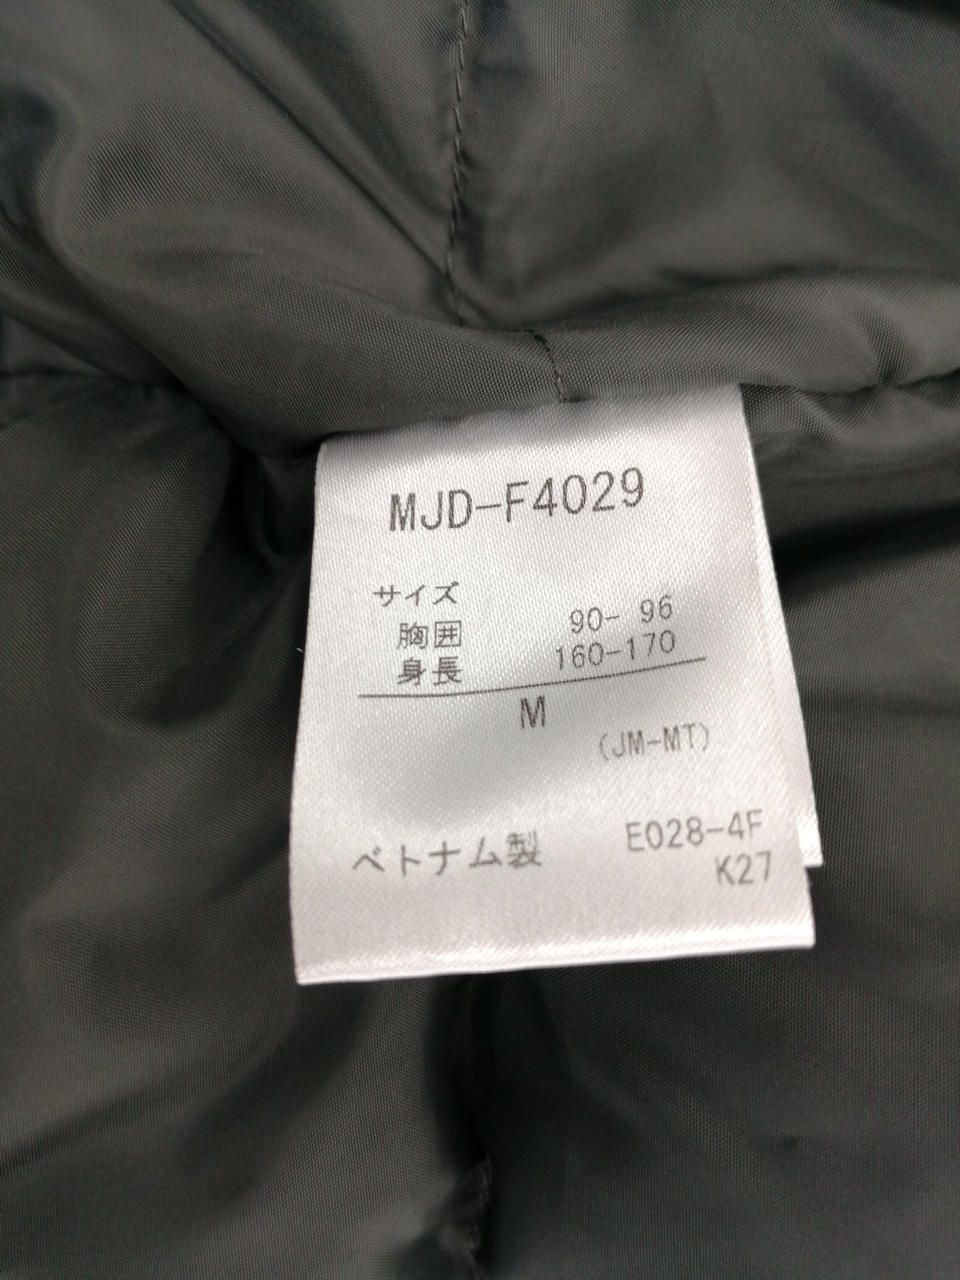 MJD-F4029
サイズ
胸囲 90- 96
身長 160-170
M
(JM-MT)
ベトナム製 E028-4F
K27